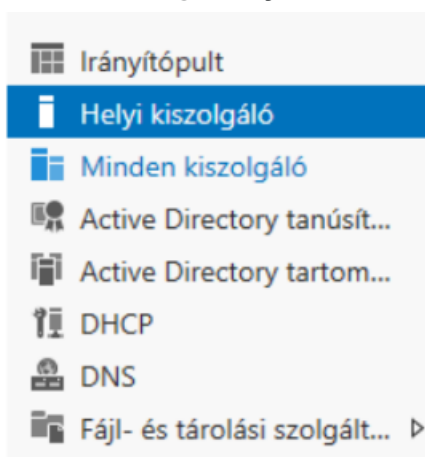 Irányítópult
Helyi kiszolgáló
Minden kiszolgáló
Active Directory tanúsít...
Active Directory tartom...
DHCP
DNS
Fájl- és tárolási szolgált...